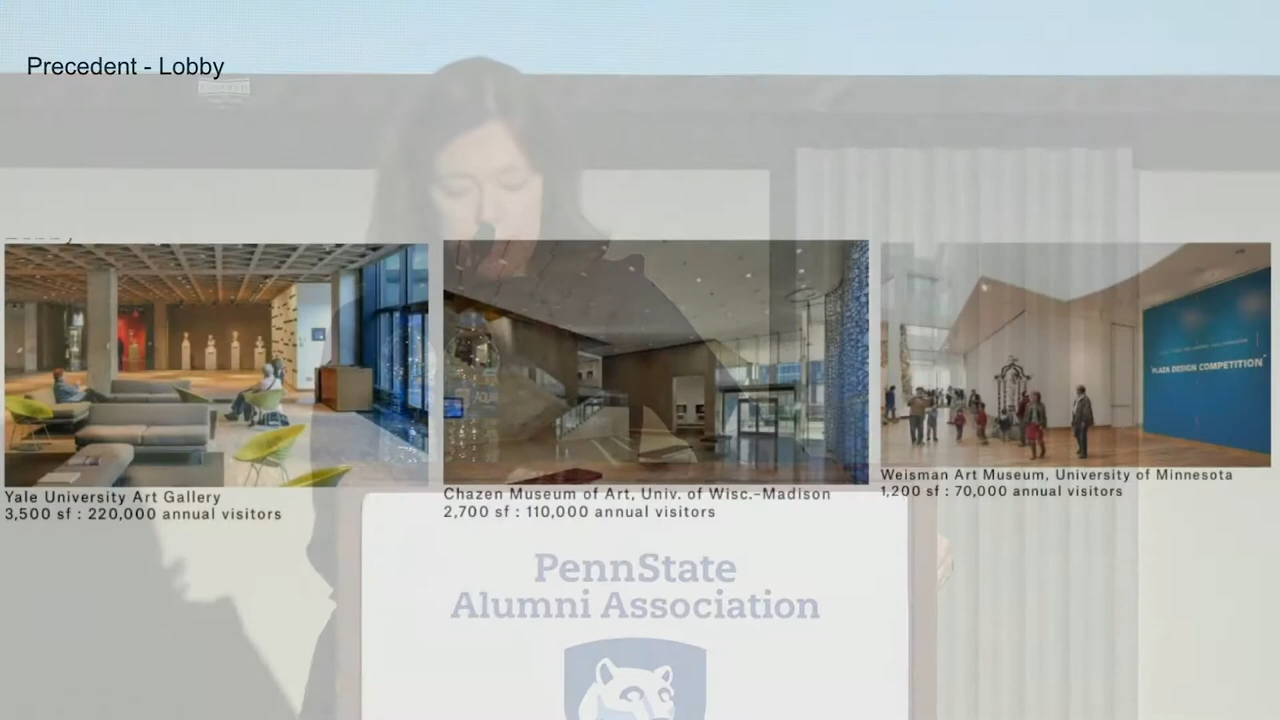 Precedent - Lobby
PLAZA DESIGN COMPETITION
Yale University Art Gallery
3,500 sf : 220,000 annual visitors
Chazen Museum of Art, Univ. of Wisc.–Madison
2,700 sf : 110,000 annual visitors
Weisman Art Museum, University of Minnesota
1,200 sf : 70,000 annual visitors
PennState
Alumni Association